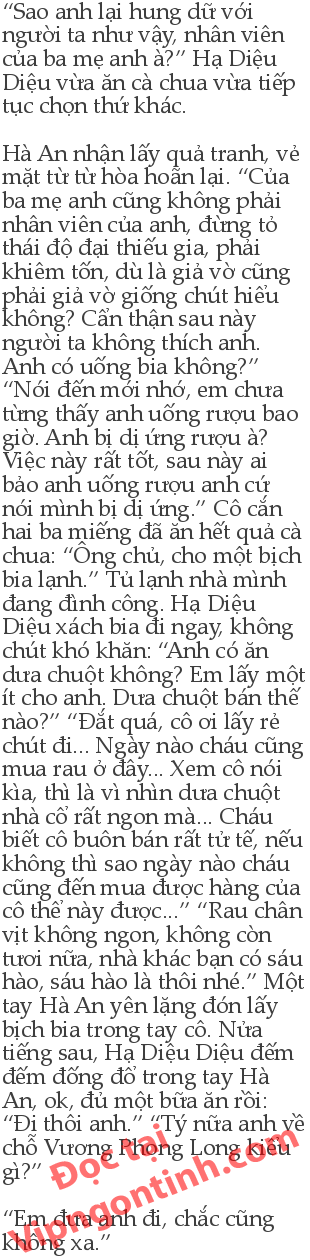 “Sao anh lại hung dữ với
người ta như vậy, nhân viên
của ba mẹ anh à?” Hạ Diệu
Diệu vừa ăn cà chua vừa tiếp
tục chọn thứ khác.

Hà An nhận lấy quả tranh, vẻ
mặt từ từ hòa hoãn lại. “Của
ba mẹ anh cũng không phải
nhân viên của anh, đừng tỏ
thái độ đại thiếu gia, phải
khiêm tốn, dù là giả vờ cũng
phải giả vờ giống chút hiểu
không? Cẩn thận sau này
người ta không thích anh.
Anh có uống bia không?”
“Nói đến mới nhớ, em chưa
từng thấy anh uống rượu bao
giờ. Anh bị dị ứng rượu à?
Việc này rất tốt, sau này ai
bảo anh uống rượu anh cứ
nói mình bị dị ứng.” Cô cắn
hai ba miếng đã ăn hết quả cà
chua: “Ông chủ, cho một bịch
bia lạnh.” Tủ lạnh nhà mình
đang đình công. Hạ Diệu
Diệu xách bia đi ngay, không
chút khó khăn: “Anh có ăn
dưa chuột không? Em lấy một
ít cho anh. Dưa chuột bán thế
nào?” “Đắt quá, cô ơi lấy rẻ
chút đi... Ngày nào cháu cũng
mua rau ở đây... Xem cô nói
kìa, thì là vì nhìn dưa chuột
nhà cổ rất ngon mà... Cháu
biết cô buôn bán rất tử tế, nếu
không thì sao ngày nào cháu
cũng đến mua được hàng của
cô thể này được...” “Rau chân
vịt không ngon, không còn
tươi nữa, nhà khác bạn có sáu
hào, sáu hào là thôi nhé.” Một
tay Hà An yên lặng đón lấy
bịch bia trong tay cô. Nửa
tiếng sau, Hạ Diệu Diệu đếm
đếm đống đổ trong tay Hà
An, ok, đủ một bữa ăn rồi:
“Đi thôi anh.” “Tý nữa anh về
chỗ Vương Phong Long kiểu
gì?”

“Em đưa anh đi, chắc cũng
không xa.”
Đọc tại
Vipngontinh.com